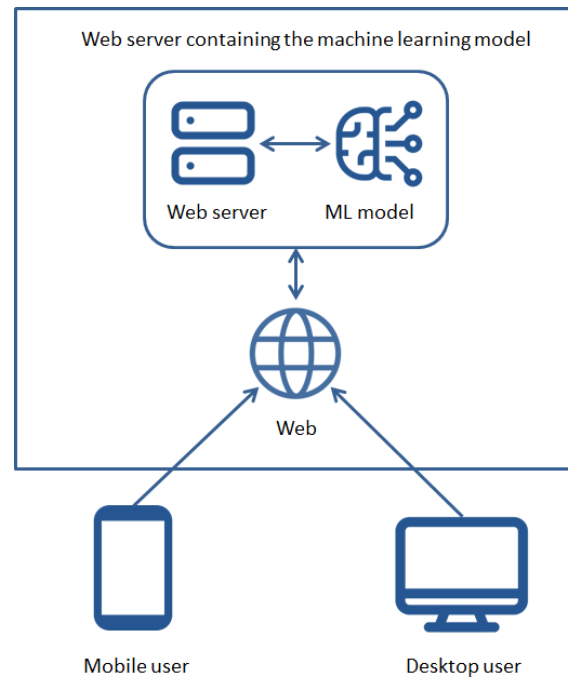 Web server containing the machine learning model
Web server
ML model
Web
Mobile user
Desktop user